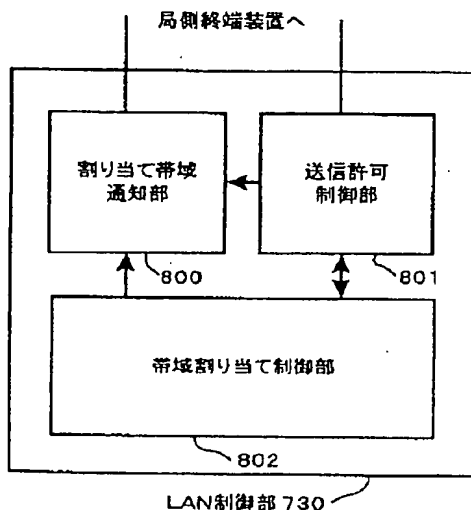 局側終端装置へ
割り当て帯域
通知部
送信許可
制御部
800
801
帯域割り当て制御部
802
LAN制御部 730